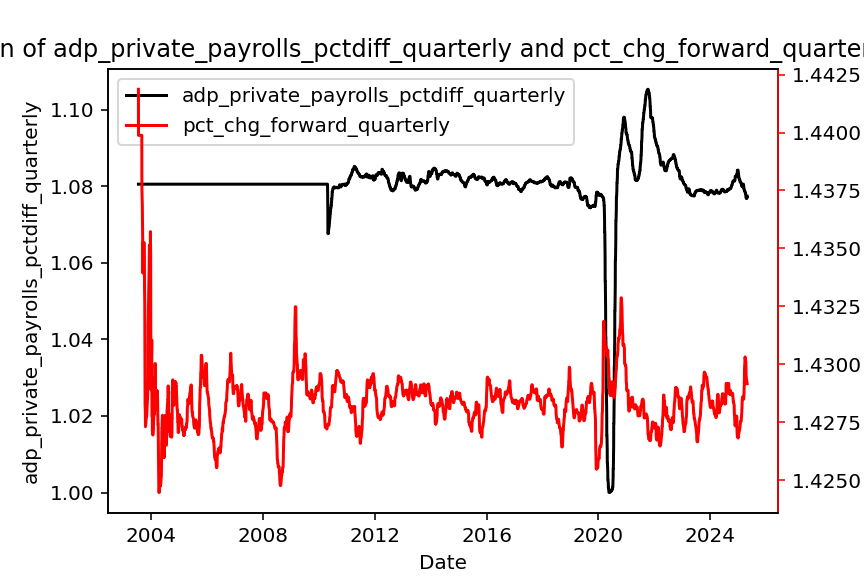 n of adp_private_payrolls_pctdiff_quarterly and pct_chg_forward_quarter
adp_private_payrolls_pctdiff_quarterly
pct_chg_forward_quarterly
adp_private_payrolls_pctdiff_quarterly
1.10
1.08
1.06
1.04
1.02
1.00
1.4425
1.4400
1.4375
1.4350
1.4325
1.4300
1.4275
1.4250
2004 2008 2012 2016 2020 2024
Date